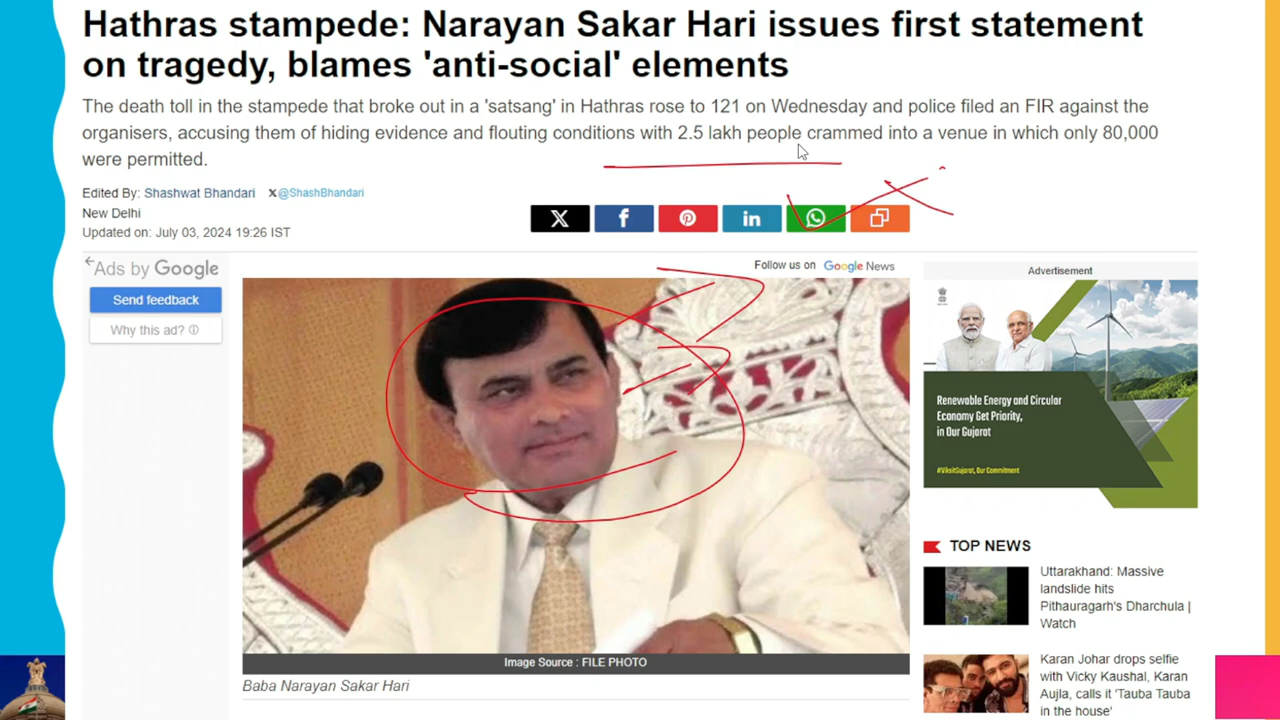 Hathras stampede: Narayan Sakar Hari issues first statement
on tragedy, blames 'anti-social' elements
The death toll in the stampede that broke out in a 'satsang' in Hathras rose to 121 on Wednesday and police filed an FIR against the
organisers, accusing them of hiding evidence and flouting conditions with 2.5 lakh people crammed into a venue in which only 80,000
were permitted.
Edited By: Shashwat Bhandari X@ShashBhandari
New Delhi
Updated on: July 03, 2024 19:26 IST
Follow us on Google News
Ads by Google
Send feedback
Why this ad?
Image Source : FILE PHOTO
Baba Narayan Sakar Hari
Advertisement
Renewable Energy and Circular
Economy Get Priority,
in Our Gujarat
#ViksitGujarat, Our Commitment
TOP NEWS
Uttarakhand: Massive
landslide hits
Pithauragarh's Dharchula |
Watch
Karan Johar drops selfie
with Vicky Kaushal, Karan
Aujla, calls it 'Tauba Tauba
in the house'